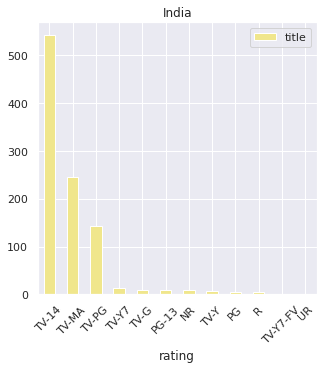 India
title
500
400
300
200
100
0
TV-14
TV-MA
TV-PG
TV-Y7
TV-G
PG-13
NR
TV-Y
PG
R
TV-Y7-FV
UR
rating